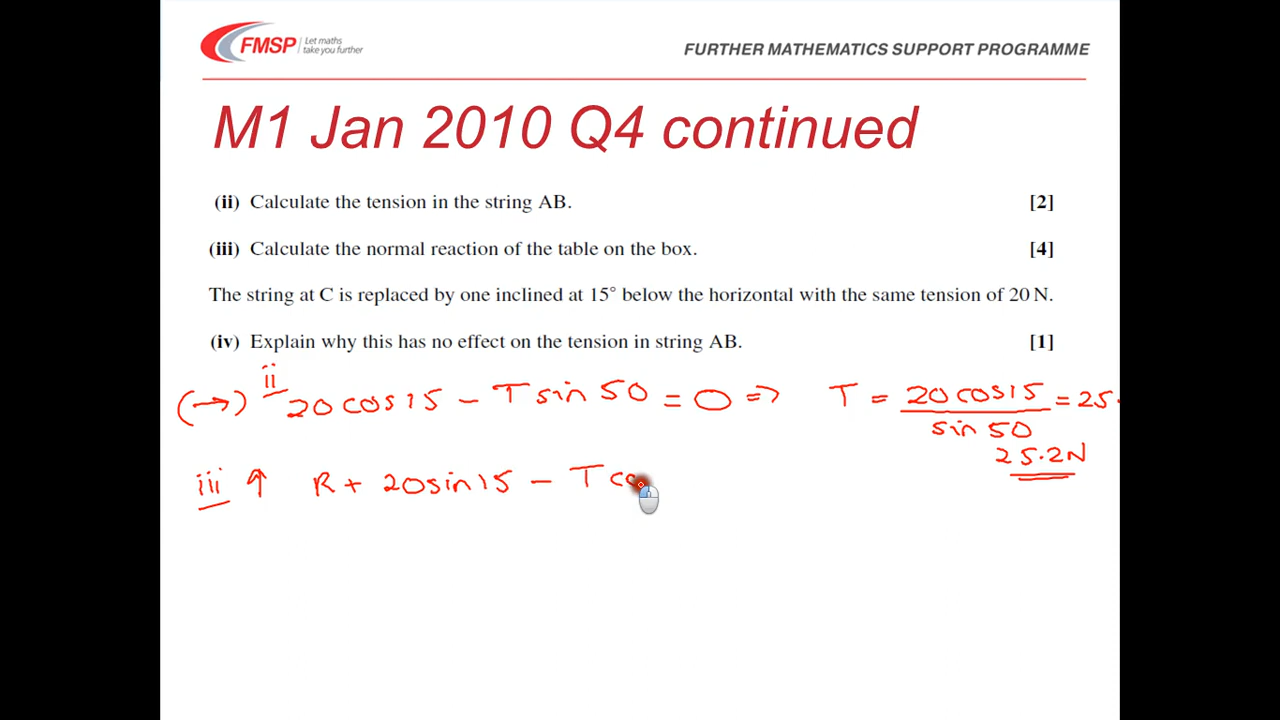 FMSP
Let maths
take you further
FURTHER MATHEMATICS SUPPORT PROGRAMME
M1 Jan 2010 Q4 continued
(ii) Calculate the tension in the string AB. [2]
(iii) Calculate the normal reaction of the table on the box. [4]
The string at C is replaced by one inclined at 15° below the horizontal with the same tension of 20 N.
(iv) Explain why this has no effect on the tension in string AB. [1]
ii
(→) 20 cos 15 − T sin 50 = 0 ⇒ T = 20 cos 15 = 25.
sin 50
25.2N
iii ↑ R + 20 sin 15 − T co